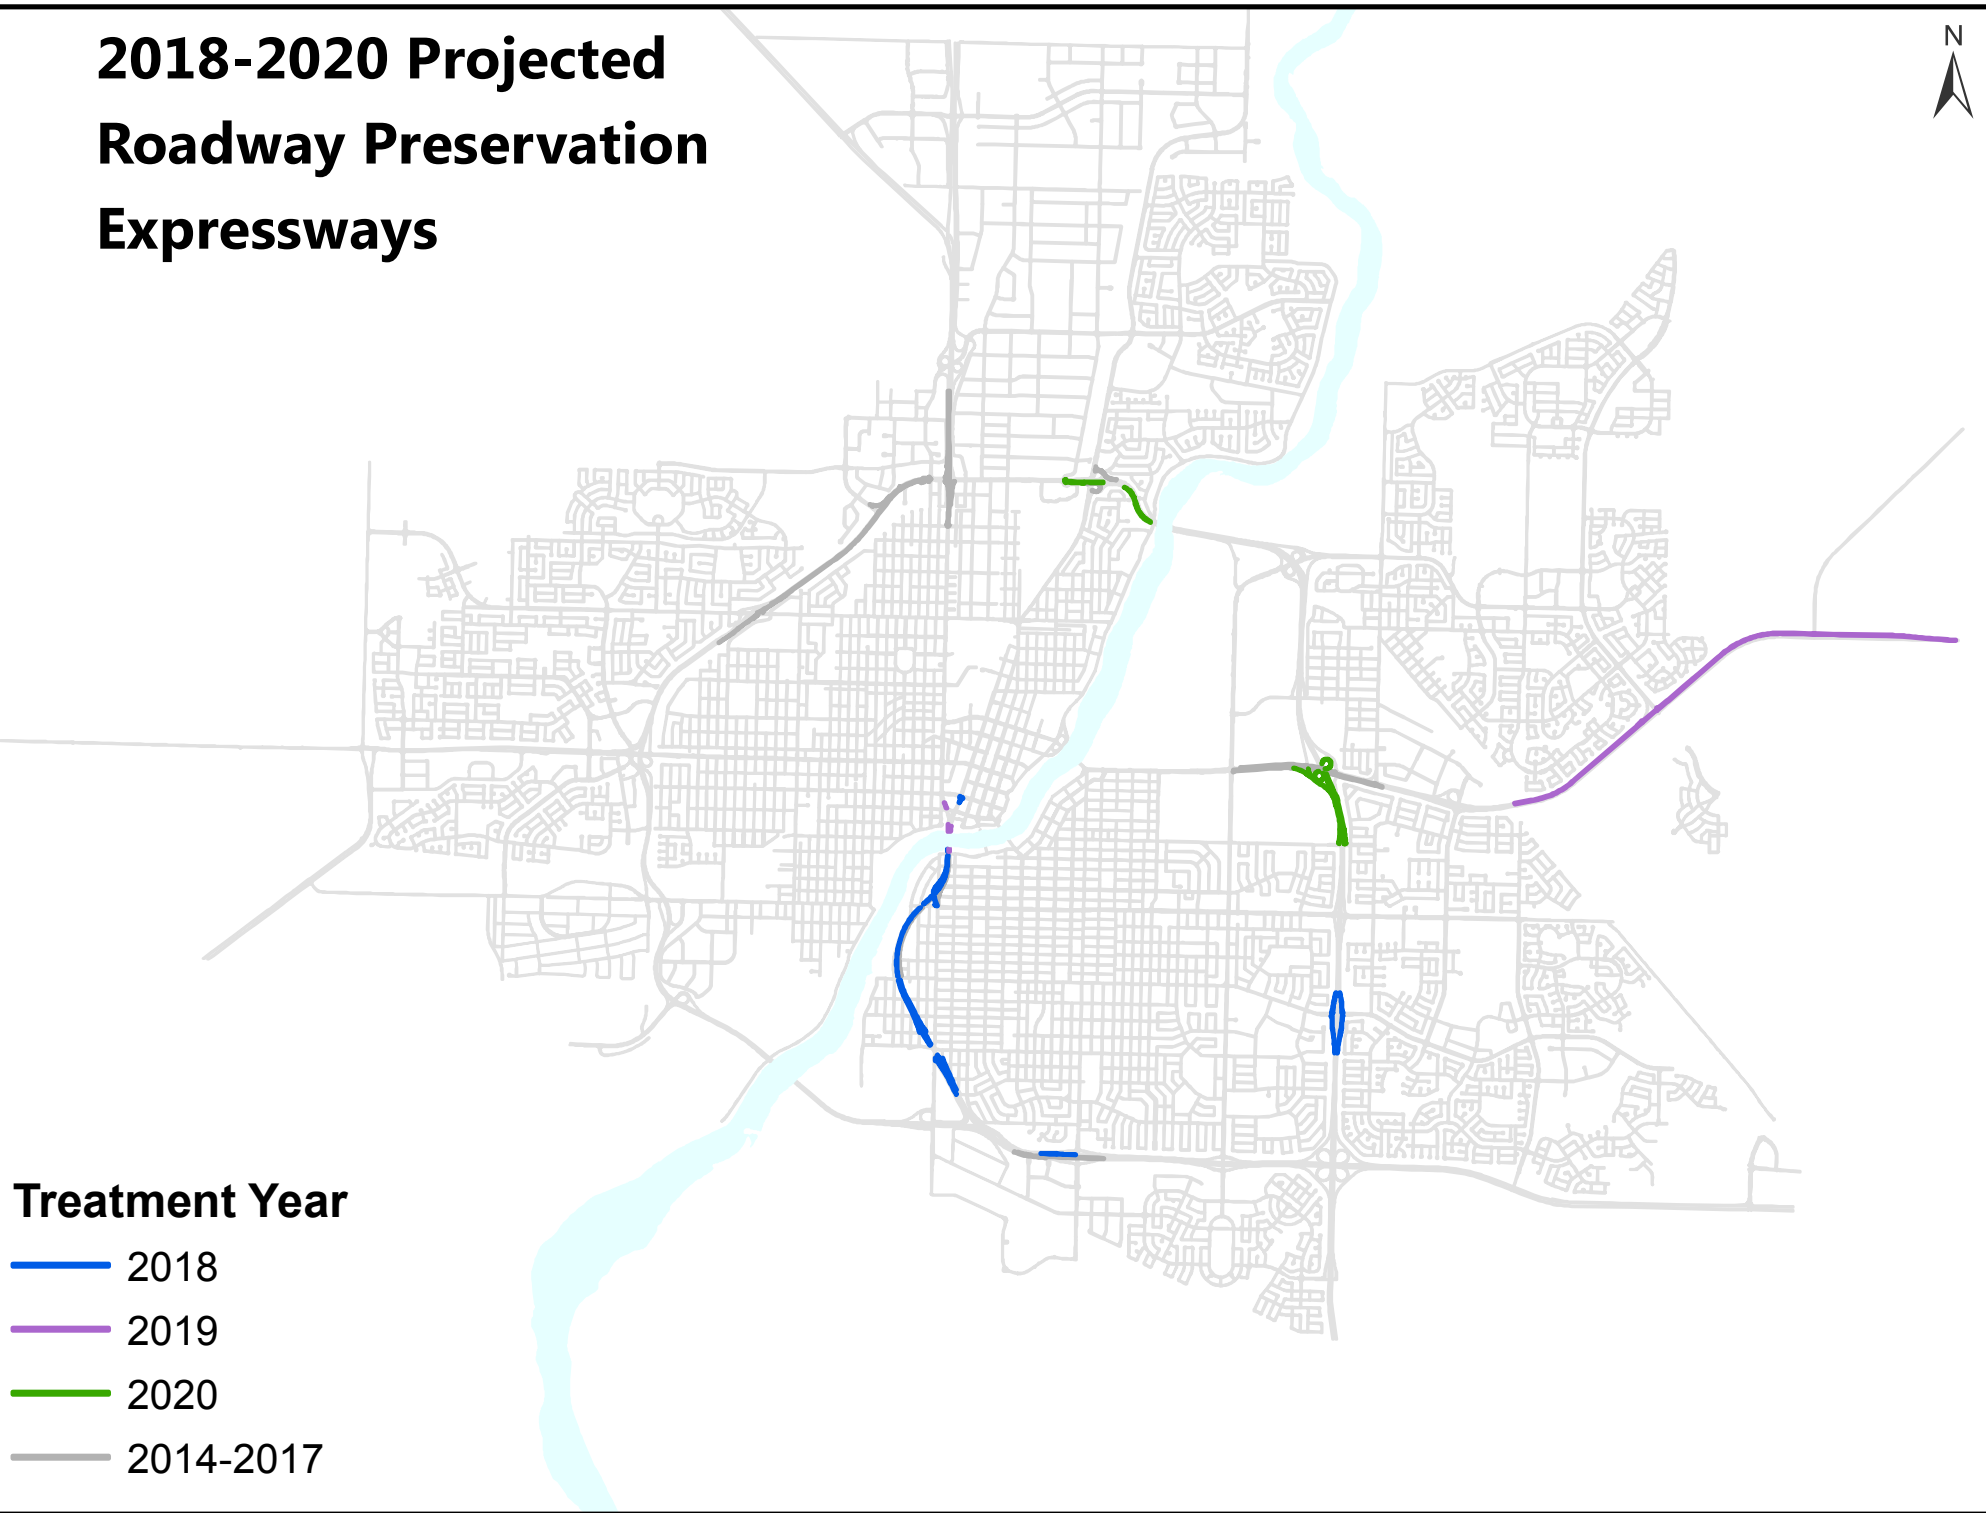 2018-2020 Projected
Roadway Preservation
Expressways
N
Treatment Year
2018
2019
2020
2014-2017